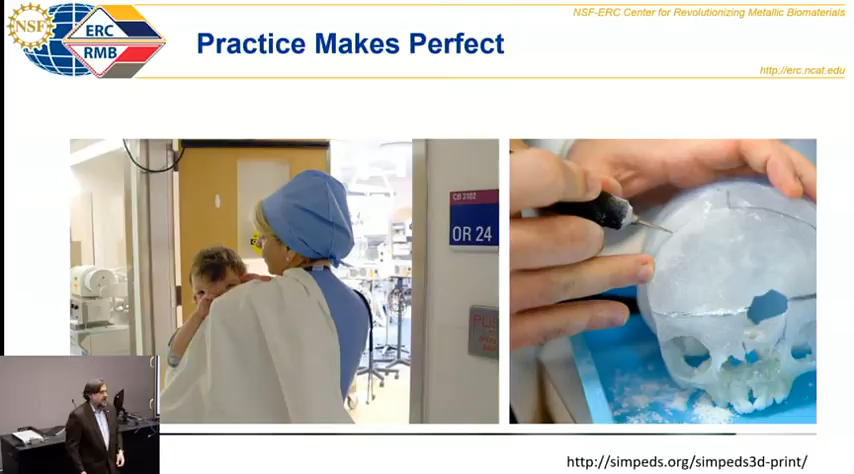 NSF
ERC
RMB
NSF-ERC Center for Revolutionizing Metallic Biomaterials
Practice Makes Perfect
http://erc.ncat.edu
OR 24
http://simpeds.org/simpeds3d-print/